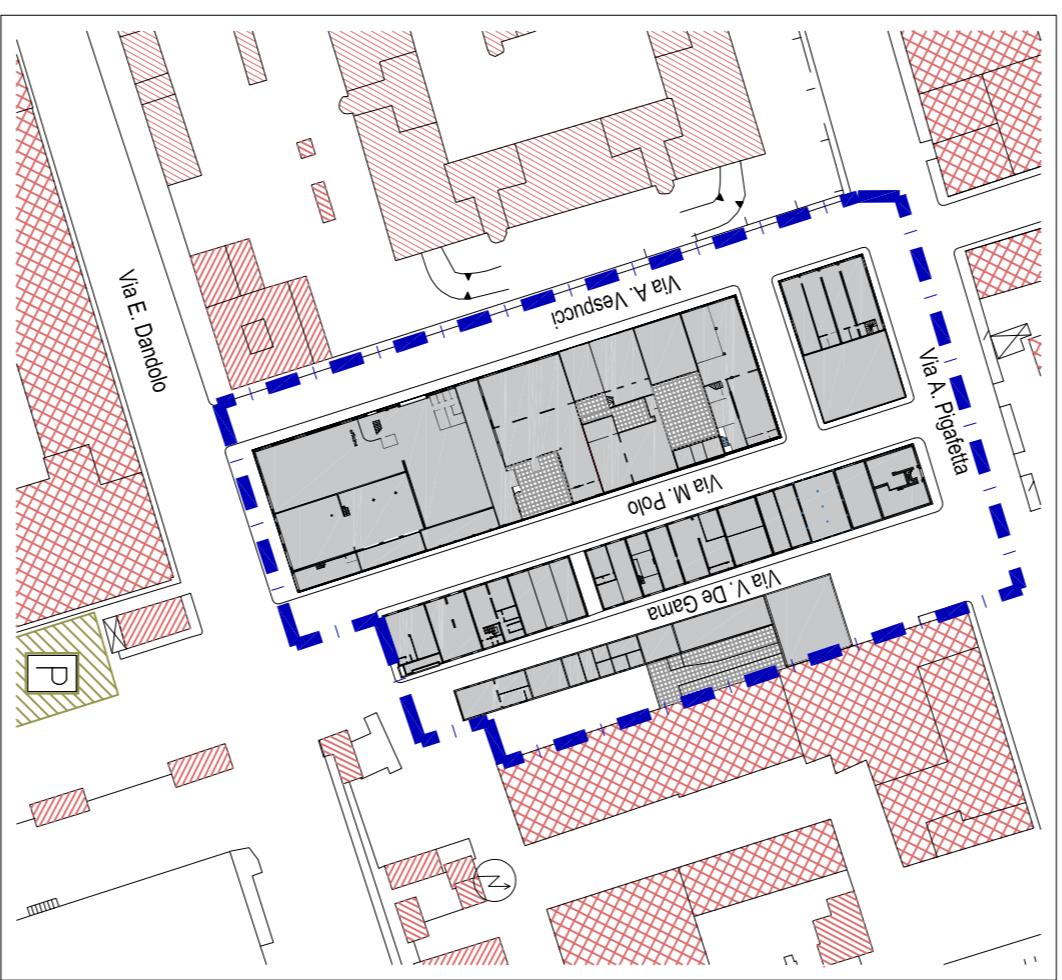 Via E. Dandolo
Via A. Vespucci
Via A. Pigafetta
Via M. Polo
Via V. De Gama
P
N